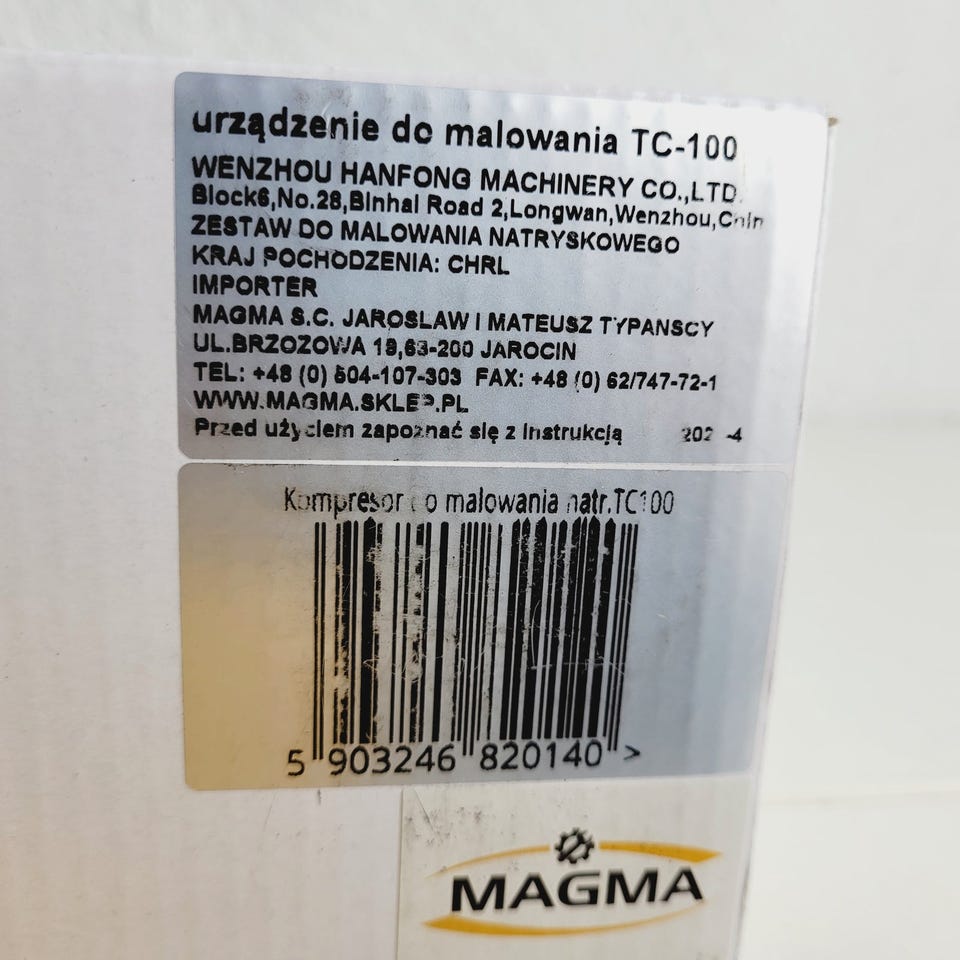 urządzenie do malowania TC-100
WENZHOU HANFONG MACHINERY CO.,LTD.
Block6,No.28,Binhai Road 2,Longwan,Wenzhou,
ZESTAW DO MALOWANIA NATRYSKOWEGO
KRAJ POCHODZENIA: CHRL
IMPORTER
MAGMA S.C. JAROSLAW I MATEUSZ TYPANSCY
UL.BRZOZOWA 63-200 JAROCIN
TEL: +48 (0) 504-107-303 FAX: +48 (0) 62/747-72-1
WWW.MAGMA.SKLEP.PL
Przed użyciem zapoznać się z instrukcją
Kompresor do malowania natr.TC100
5 903246 820140 >
MAGMA